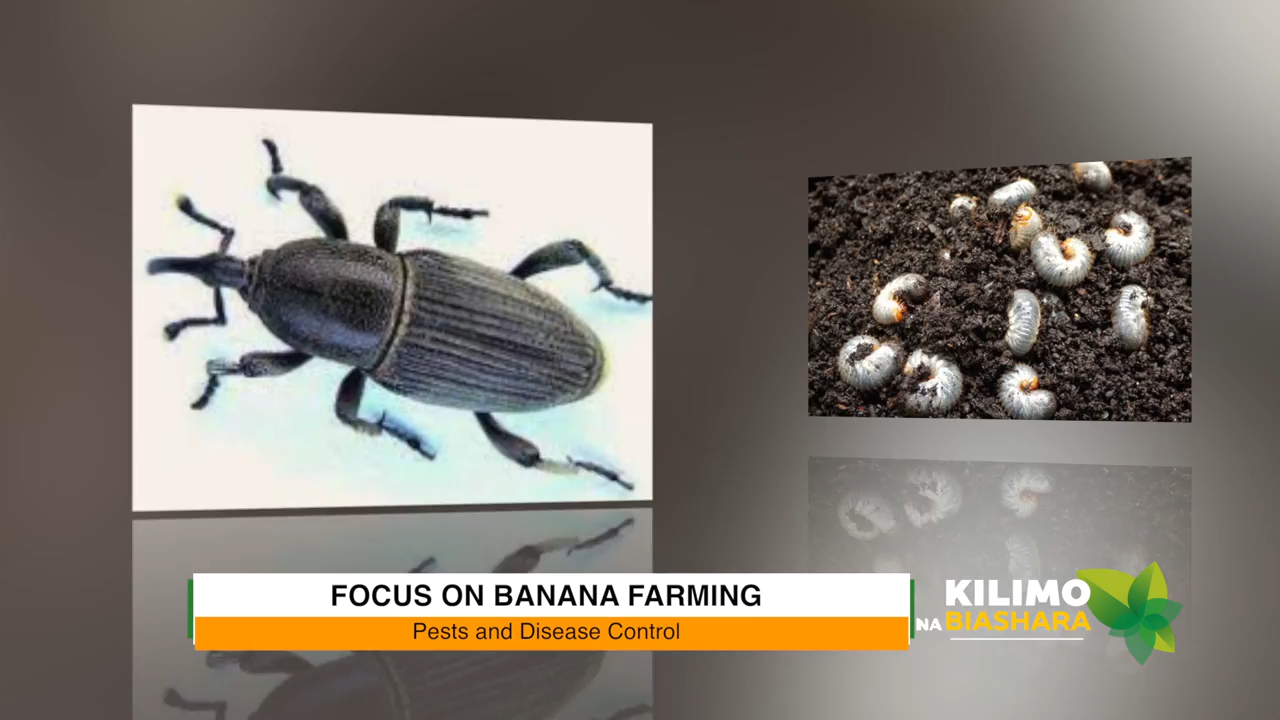 FOCUS ON BANANA FARMING
Pests and Disease Control
KILIMO
NA BIASHARA